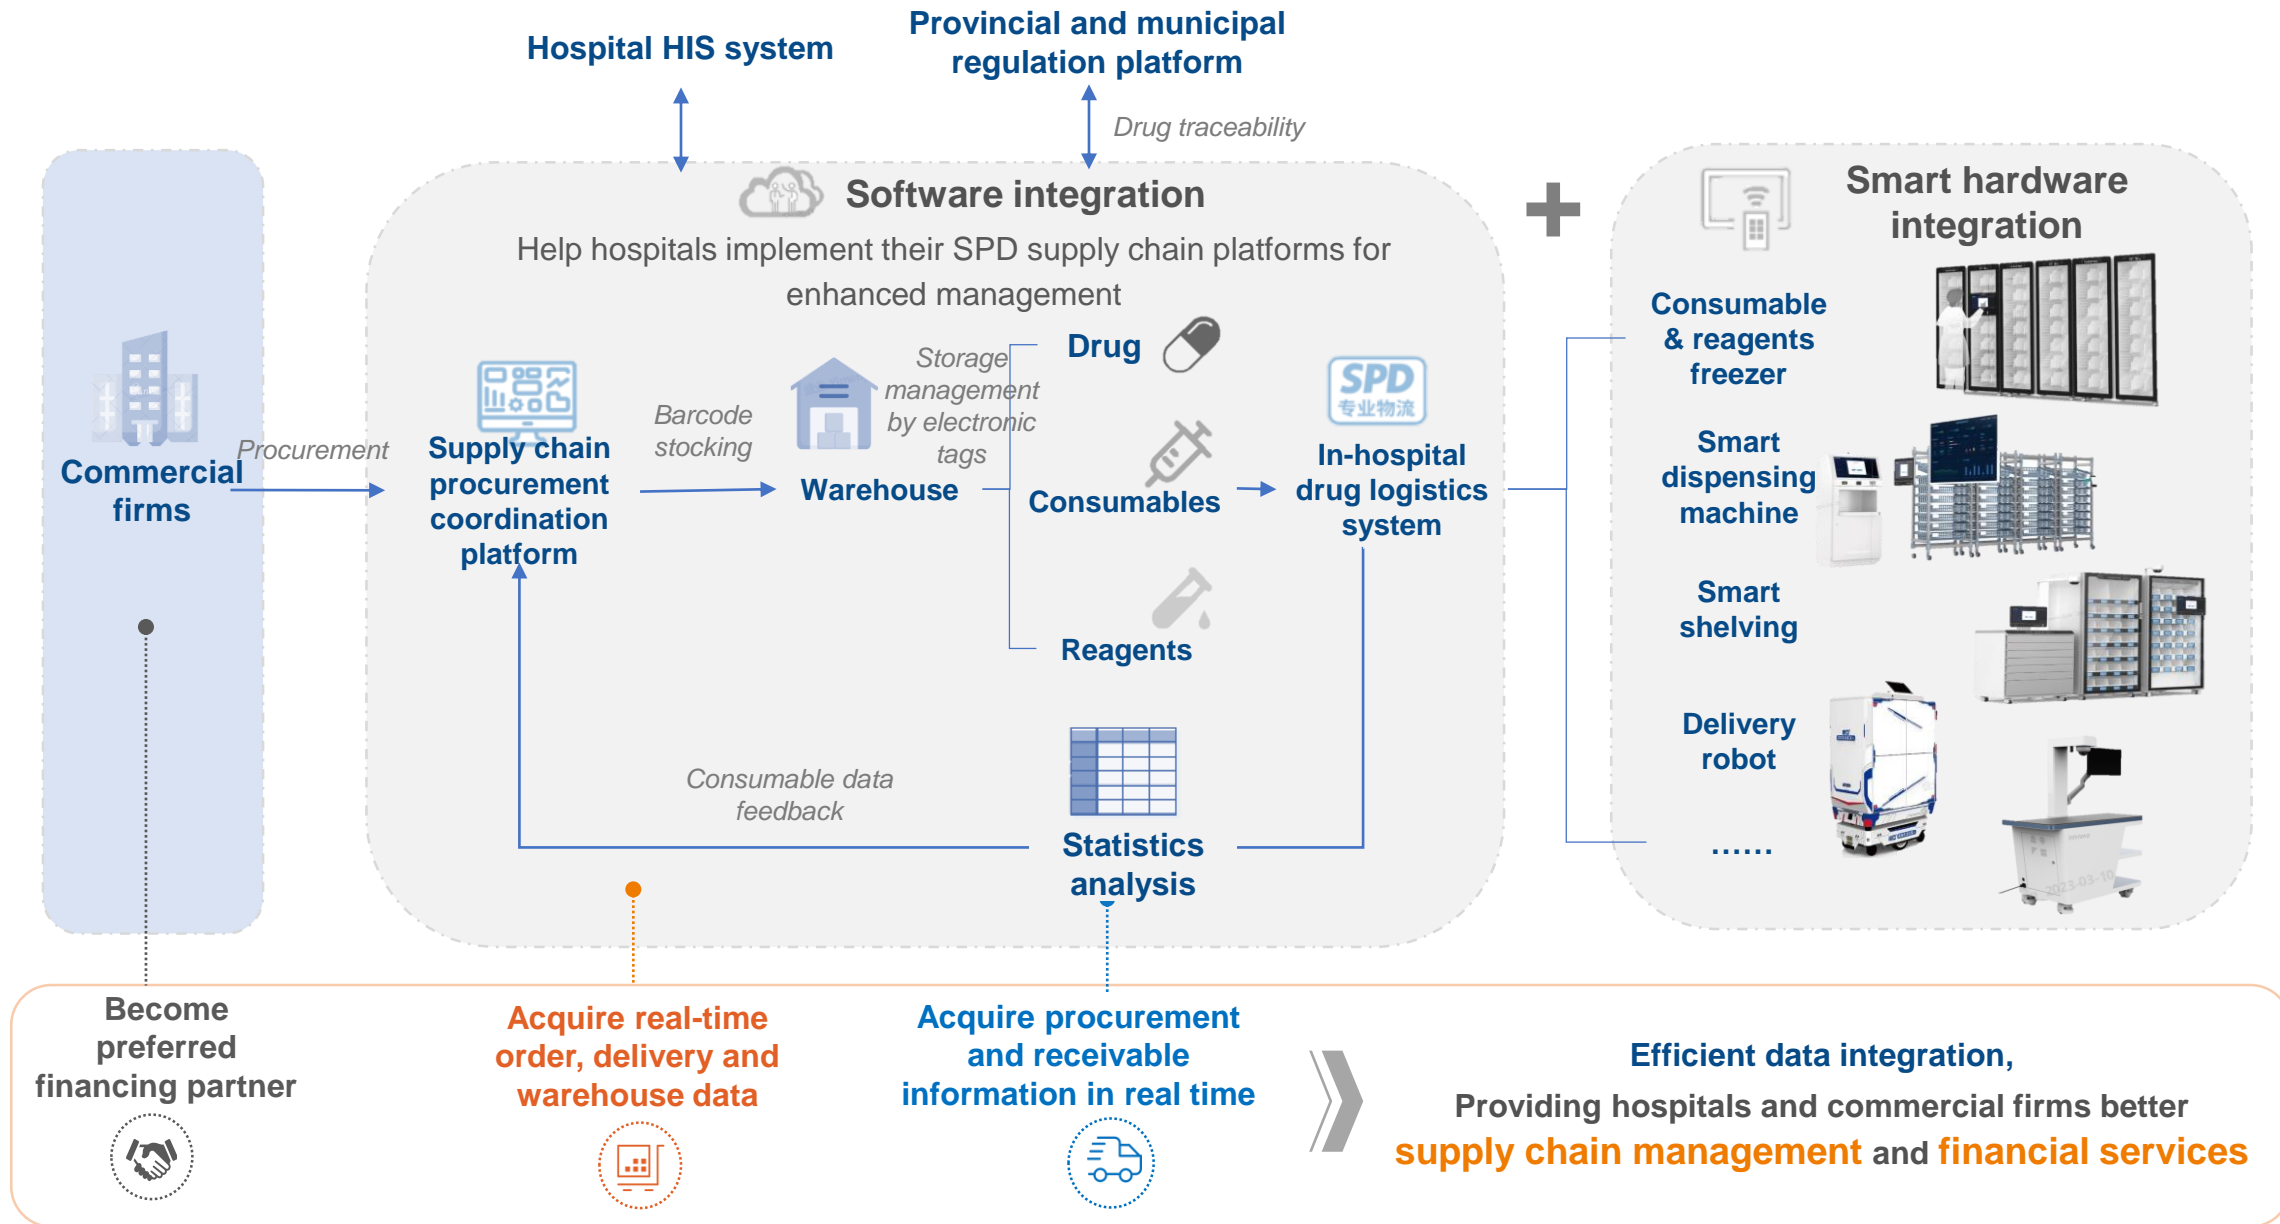 Hospital HIS system
Provincial and municipal
regulation platform
Drug traceability
Software integration
Help hospitals implement their SPD supply chain platforms for
enhanced management
Commercial
firms
Procurement
Supply chain
procurement
coordination
platform
Barcode
stocking
Warehouse
Storage
management
by electronic
tags
Drug
Consumables
Reagents
SPD
专业物流
In-hospital
drug logistics
system
Consumable data
feedback
Statistics
analysis
Smart hardware
integration
Consumable
& reagents
freezer
Smart
dispensing
machine
Smart
shelving
Delivery
robot
......
2023-03-10
Become
preferred
financing partner
Acquire real-time
order, delivery and
warehouse data
Acquire procurement
and receivable
information in real time
Efficient data integration,
Providing hospitals and commercial firms better
supply chain management and financial services